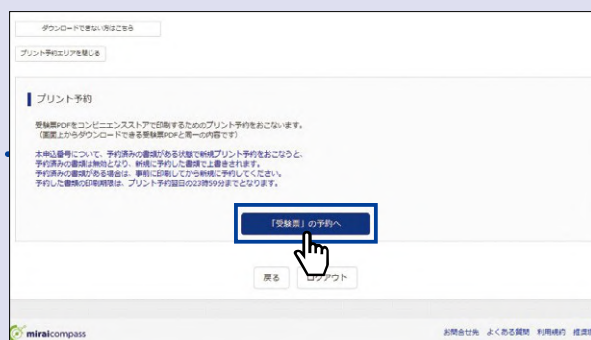 ダウンロードできない方はこちら
プリント予約エリアを閉じる
プリント予約
受験票PDFをコンビニエンスストアで印刷するためのプリント予約をおこないます。
（画面上からダウンロードできる受験票PDFと同一の内容です）
本申込番号について、予約済みの書類がある状態で新規プリント予約をおこなうと、
予約済みの書類は無効となり、新規に予約した書類で上書きされます。
予約済みの書類がある場合は、事前に印刷してから新規に予約してください。
予約した書類の印刷期限は、プリント予約翌日の23時59分までとなります。
「受験票」の予約へ
戻る
ログアウト
miraicompass
お問合せ先 よくある質問 利用規約 推奨